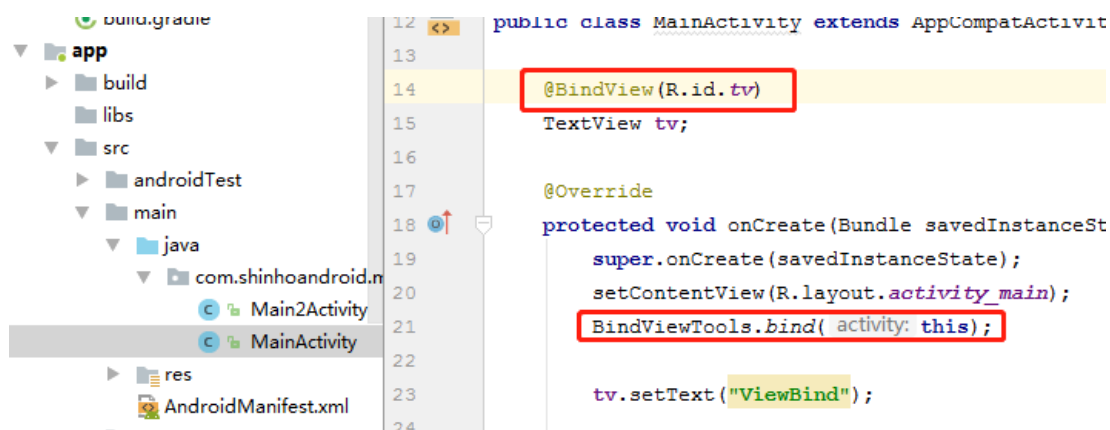 build.gradle
app
build
libs
src
androidTest
main
java
com.shinhoandroid.m
Main2Activity
MainActivity
res
AndroidManifest.xml
12 public class MainActivity extends AppCompatActivit
13
14 @BindView(R.id.tv)
15 TextView tv;
16
17 @Override
18 protected void onCreate(Bundle savedInstanceSt
19 super.onCreate(savedInstanceState);
20 setContentView(R.layout.activity_main);
21 BindViewTools.bind( activity: this);
22
23 tv.setText("ViewBind");
24